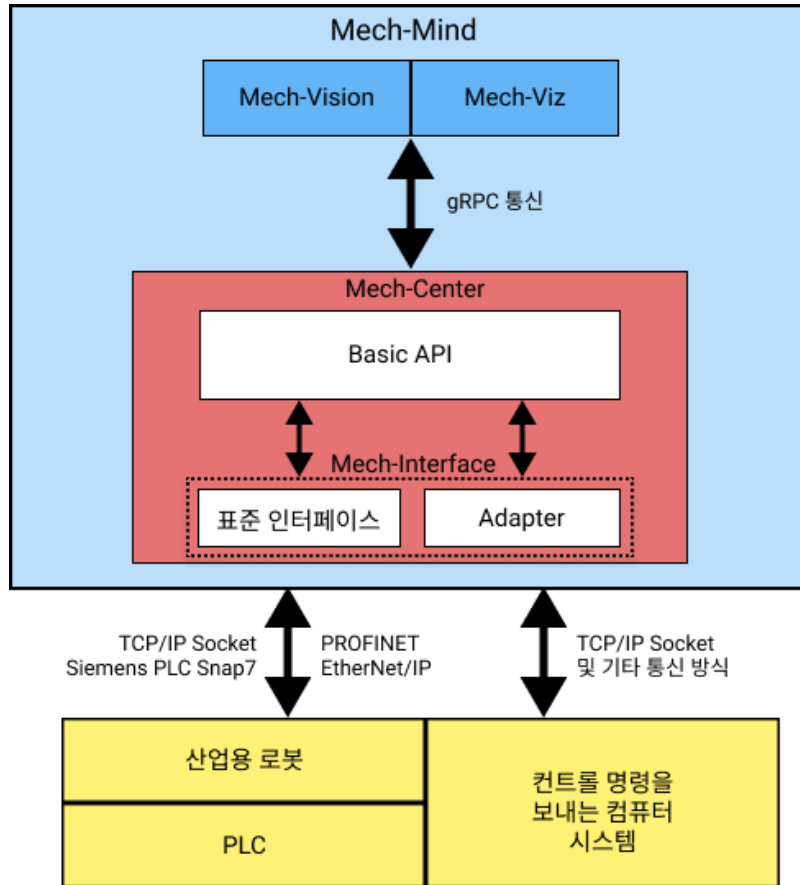 Mech-Mind
Mech-Vision
Mech-Viz
gRPC 통신
Mech-Center
Basic API
Mech-Interface
표준 인터페이스
Adapter
TCP/IP Socket
Siemens PLC Snap7
PROFINET
EtherNet/IP
TCP/IP Socket
및 기타 통신 방식
산업용 로봇
PLC
컨트롤 명령을
보내는 컴퓨터
시스템